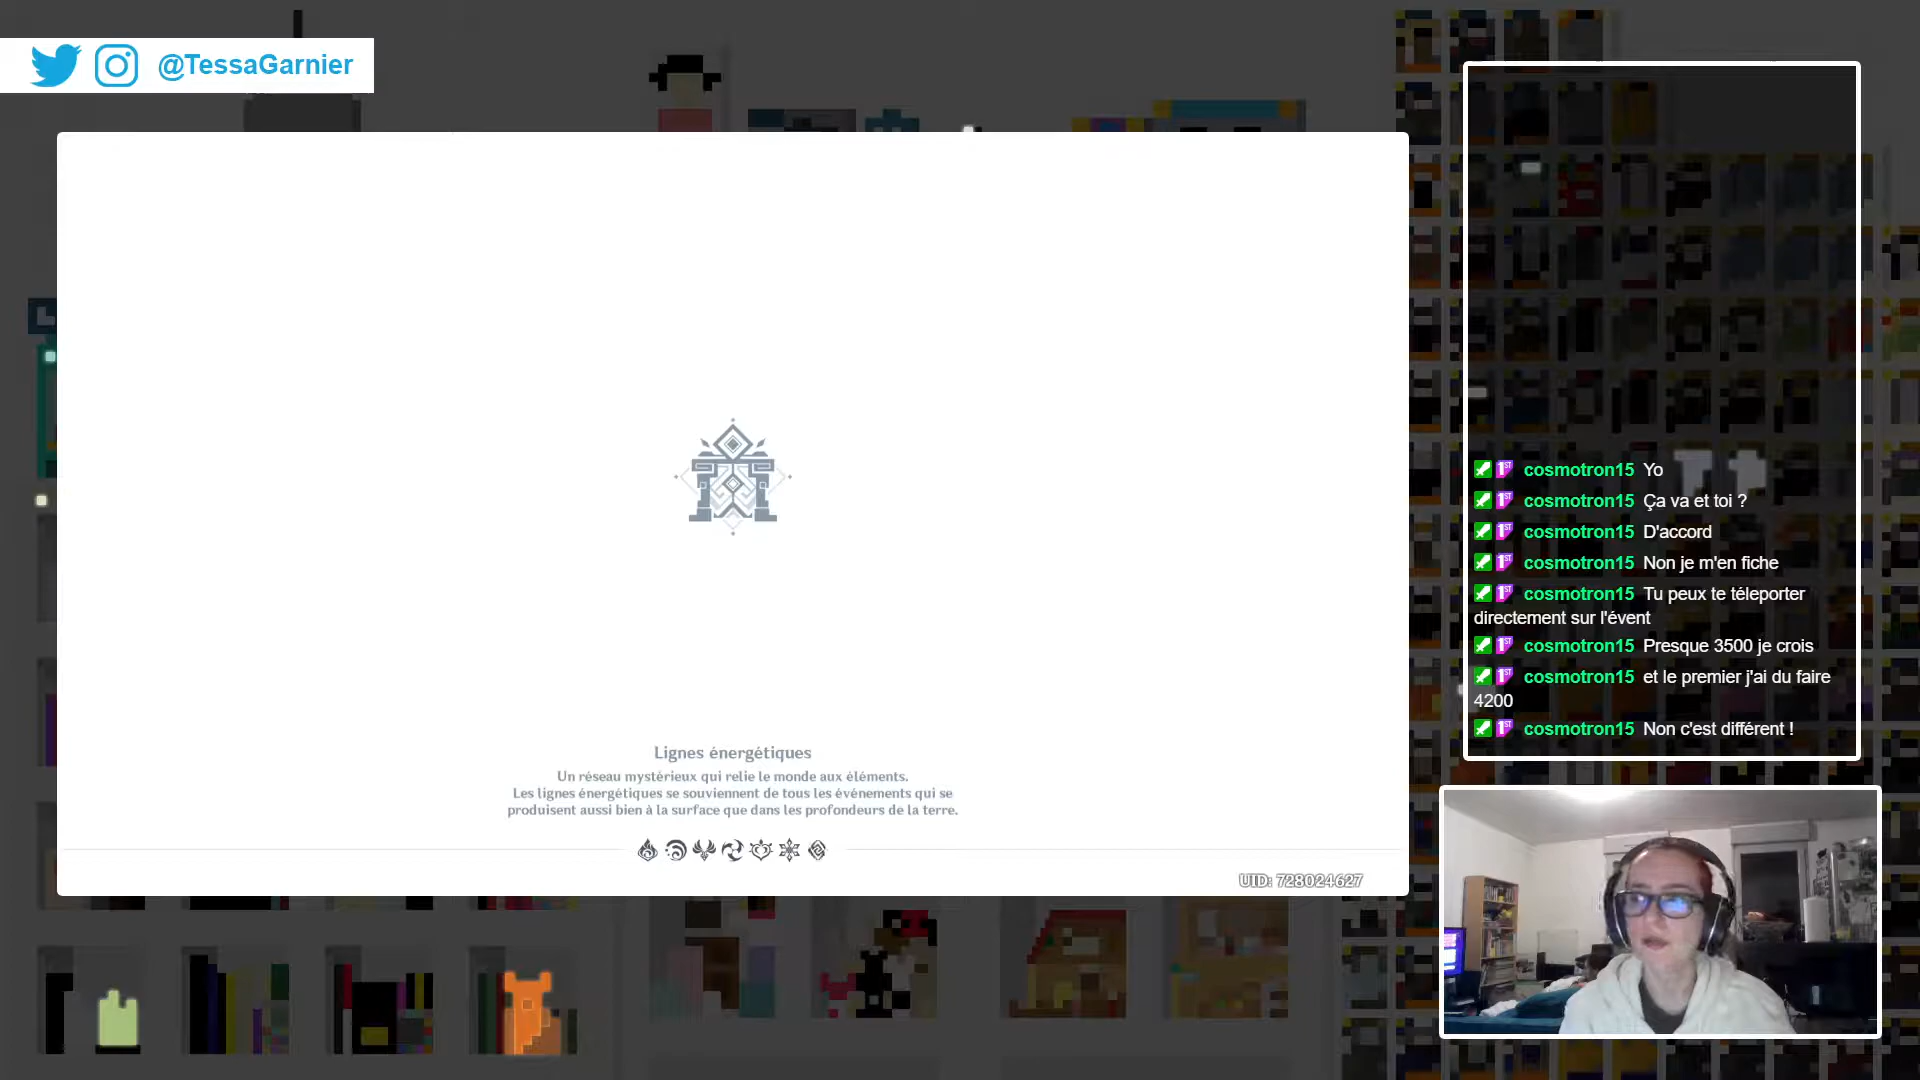 @TessaGarnier
cosmotron15 Yo
cosmotron15 Ça va et toi ?
cosmotron15 D'accord
cosmotron15 Non je m'en fiche
cosmotron15 Tu peux te téléporter
directement sur l'évent
cosmotron15 Presque 3500 je crois
cosmotron15 et le premier j'ai du faire
4200
cosmotron15 Non c'est différent !
Lignes énergétiques
Un réseau mystérieux qui relie le monde aux éléments.
Les lignes énergétiques se souviennent de tous les événements qui se
produisent aussi bien à la surface que dans les profondeurs de la terre.
UID: 728024627